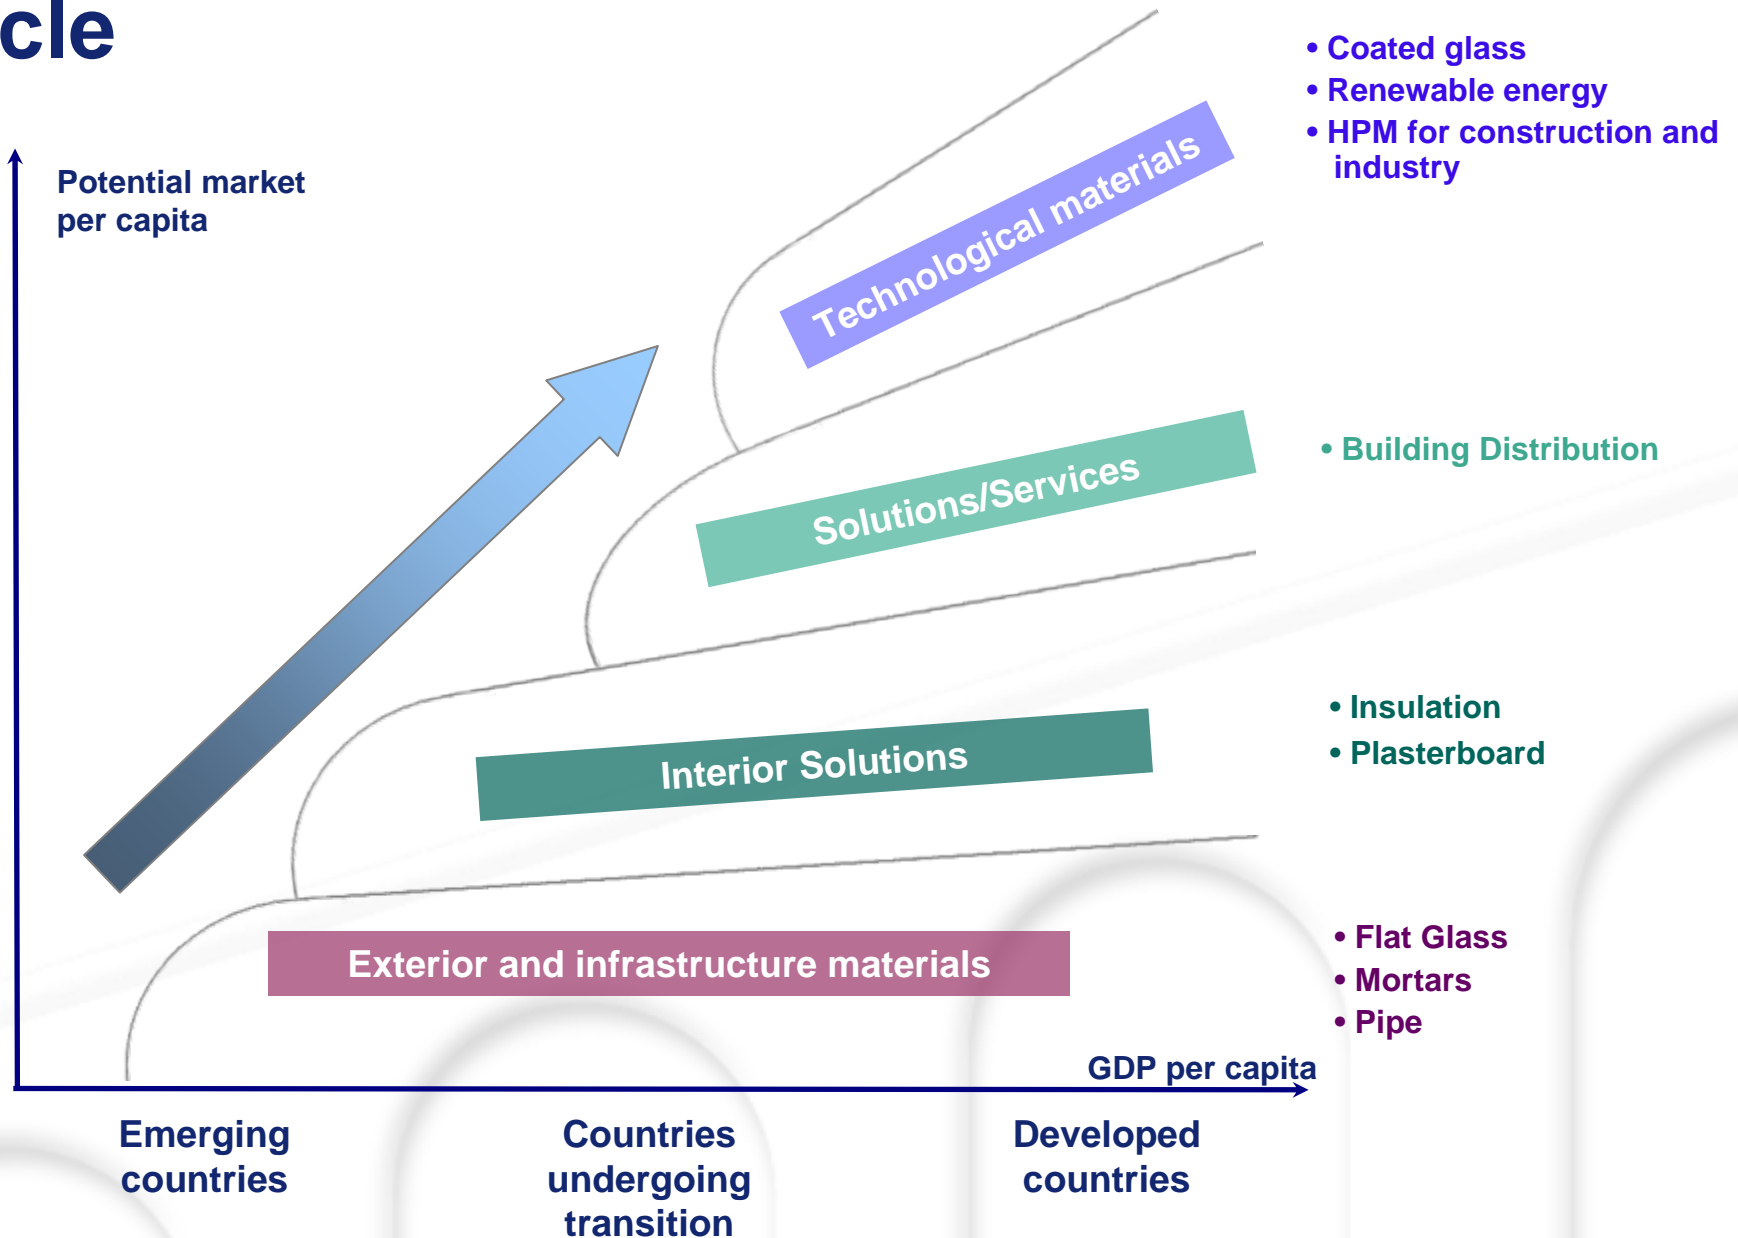 cle
Potential market
per capita
• Coated glass
• Renewable energy
• HPM for construction and
industry
Technological materials
Solutions/Services
• Building Distribution
Interior Solutions
• Insulation
• Plasterboard
Exterior and infrastructure materials
• Flat Glass
• Mortars
• Pipe
GDP per capita
Emerging
countries
Countries
undergoing
transition
Developed
countries